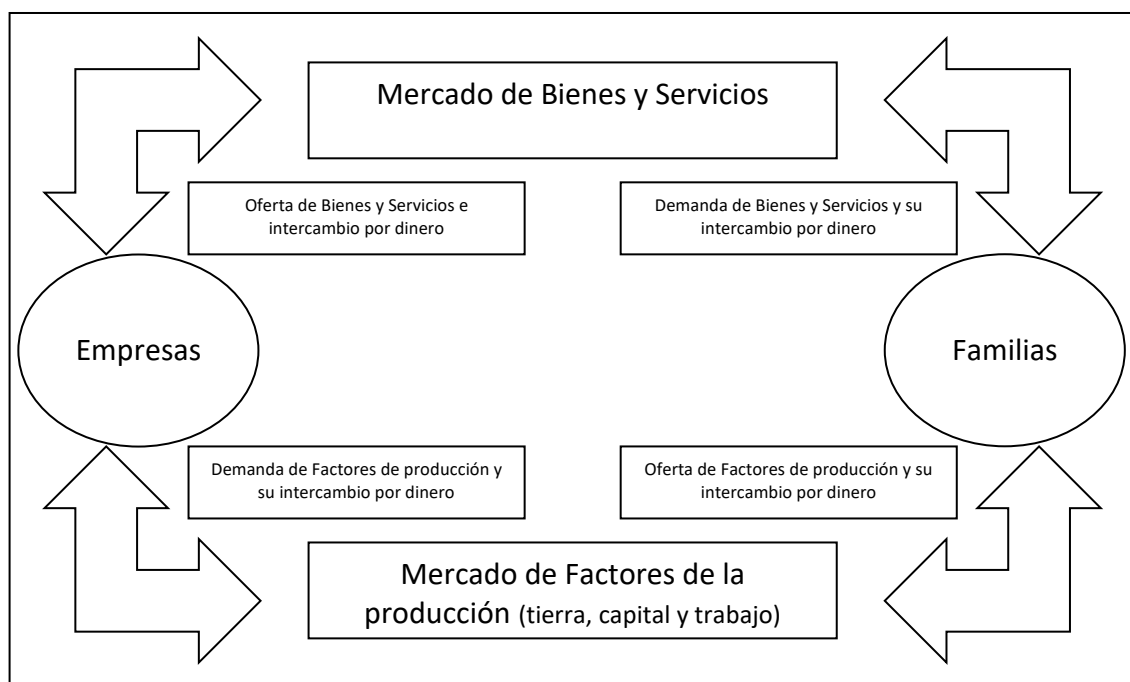 Mercado de Bienes y Servicios
Oferta de Bienes y Servicios e
intercambio por dinero
Demanda de Bienes y Servicios y su
intercambio por dinero
Empresas
Familias
Demanda de Factores de producción y
su intercambio por dinero
Oferta de Factores de producción y su
intercambio por dinero
Mercado de Factores de la
producción (tierra, capital y trabajo)